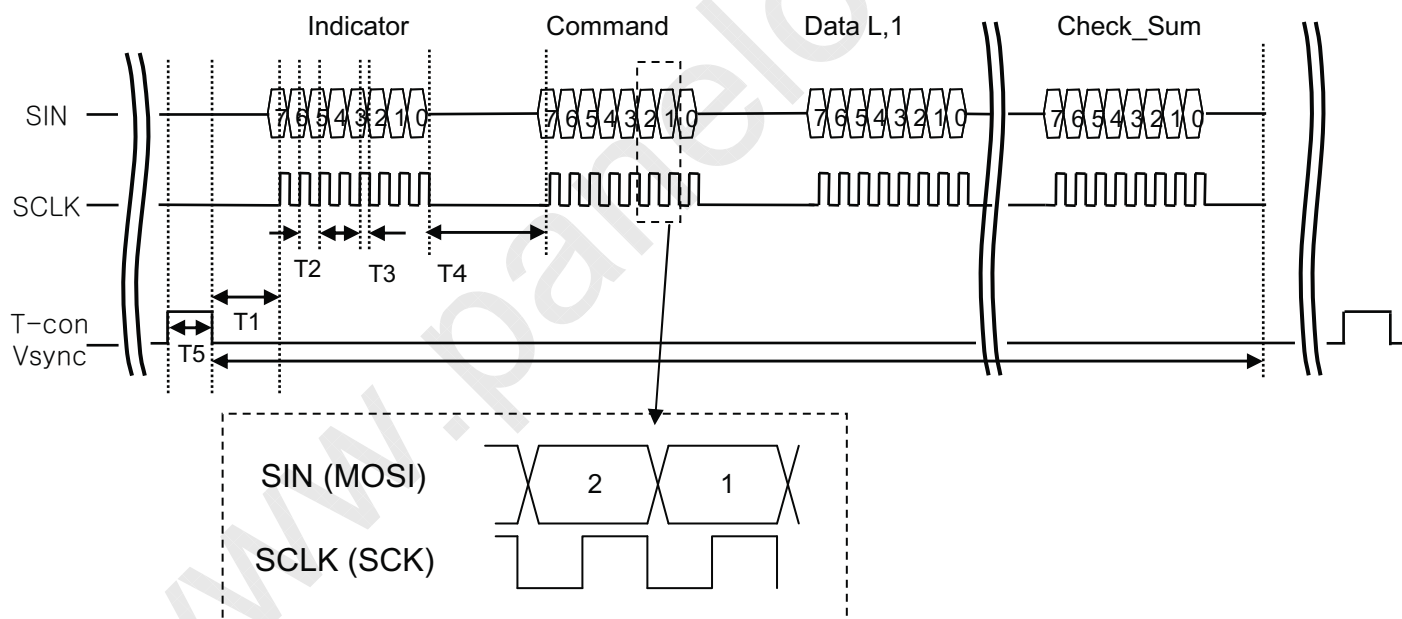 Indicator Command Data L,1 Check_Sum
SIN 7 6 5 4 3 2 1 0 7 6 5 4 3 2 1 0 7 6 5 4 3 2 1 0 7 6 5 4 3 2 1 0
SCLK
T2 T3 T4
T-con
Vsync
T5 T1
SIN (MOSI) 2 1
SCLK (SCK)
www.panelo